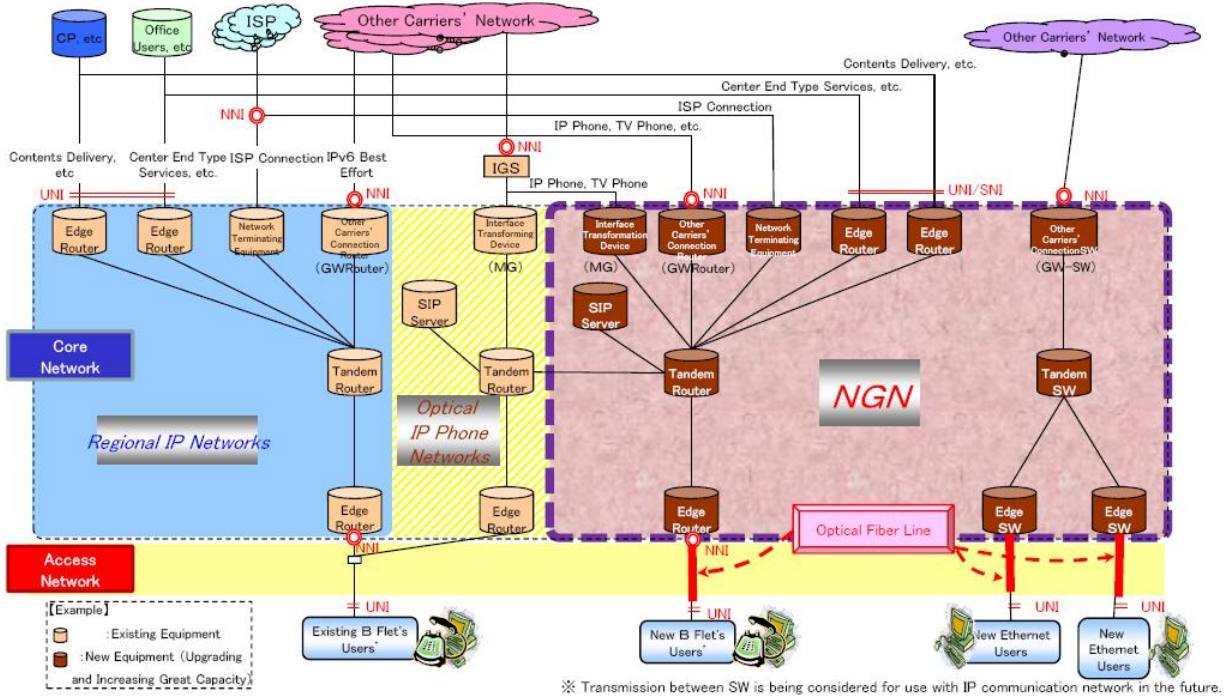 CP, etc
Office
Users, etc
ISP
Other Carriers' Network
Other Carriers' Network
Contents Delivery, etc.
Center End Type Services, etc.
NNI
ISP Connection
IP Phone, TV Phone, etc.
NNI
IGS
Contents Delivery,
etc
Center End Type
Services, etc.
ISP Connection
IPv6 Best
Effort
IP Phone, TV Phone
UNI
NNI
NNI
UNI/SNI
NNI
Edge
Router
Edge
Router
Network
Terminating
Equipment
Other
Carriers'
Connection
Router
(GWRouter)
Interface
Transforming
Device
(MG)
Interface
Transformation
Device
(MG)
Other
Carriers'
Connection
Router
(GWRouter)
Network
Terminating
Equipment
Edge
Router
Edge
Router
Other
Carriers'
ConnectionSW
(GW-SW)
SIP
Server
SIP
Server
Core
Network
Tandem
Router
Tandem
Router
Tandem
Router
Tandem
SW
NGN
Regional IP Networks
Optical
IP Phone
Networks
Edge
Router
Edge
Router
Edge
Router
Edge
SW
Edge
SW
Optical Fiber Line
NNI
NNI
Access
Network
UNI
UNI
UNI
UNI
【Example】
:Existing Equipment
:New Equipment (Upgrading
and Increasing Great Capacity)
Existing B Flet's
Users*
New B Flet's
Users*
New Ethernet
Users
New
Ethernet
Users
※ Transmission between SW is being considered for use with IP communication network in the future.